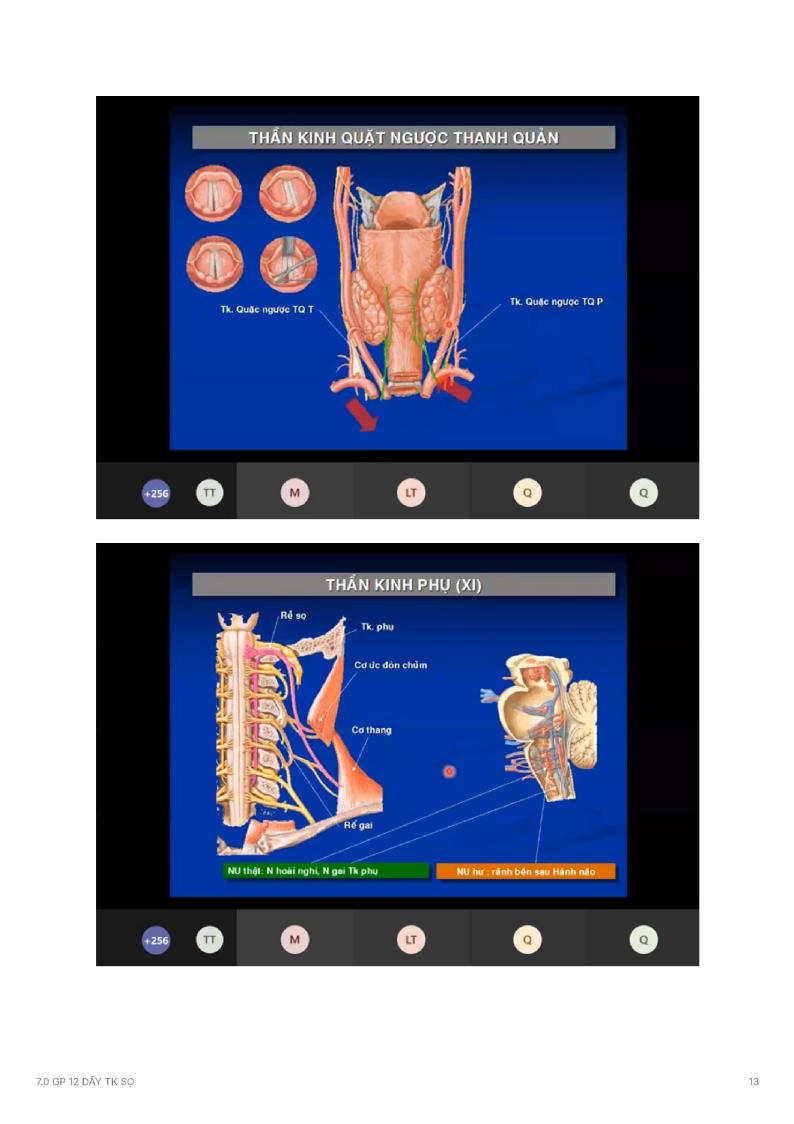 THẦN KINH QUẶT NGƯỢC THANH QUẢN
Tk. Quặc ngược TQ T
Tk. Quặc ngược TQ P
+256
TT
M
LT
Q
Q
THẦN KINH PHỤ (XI)
Rễ sọ
Tk. phụ
Cơ ức đòn chũm
Cơ thang
Rể gai
NU thật: N hoài nghi, N gai Tk phụ
NU hư : rãnh bên sau Hành não
+256
TT
M
LT
Q
Q
7.0 GP 12 DÂY TK SỌ
13